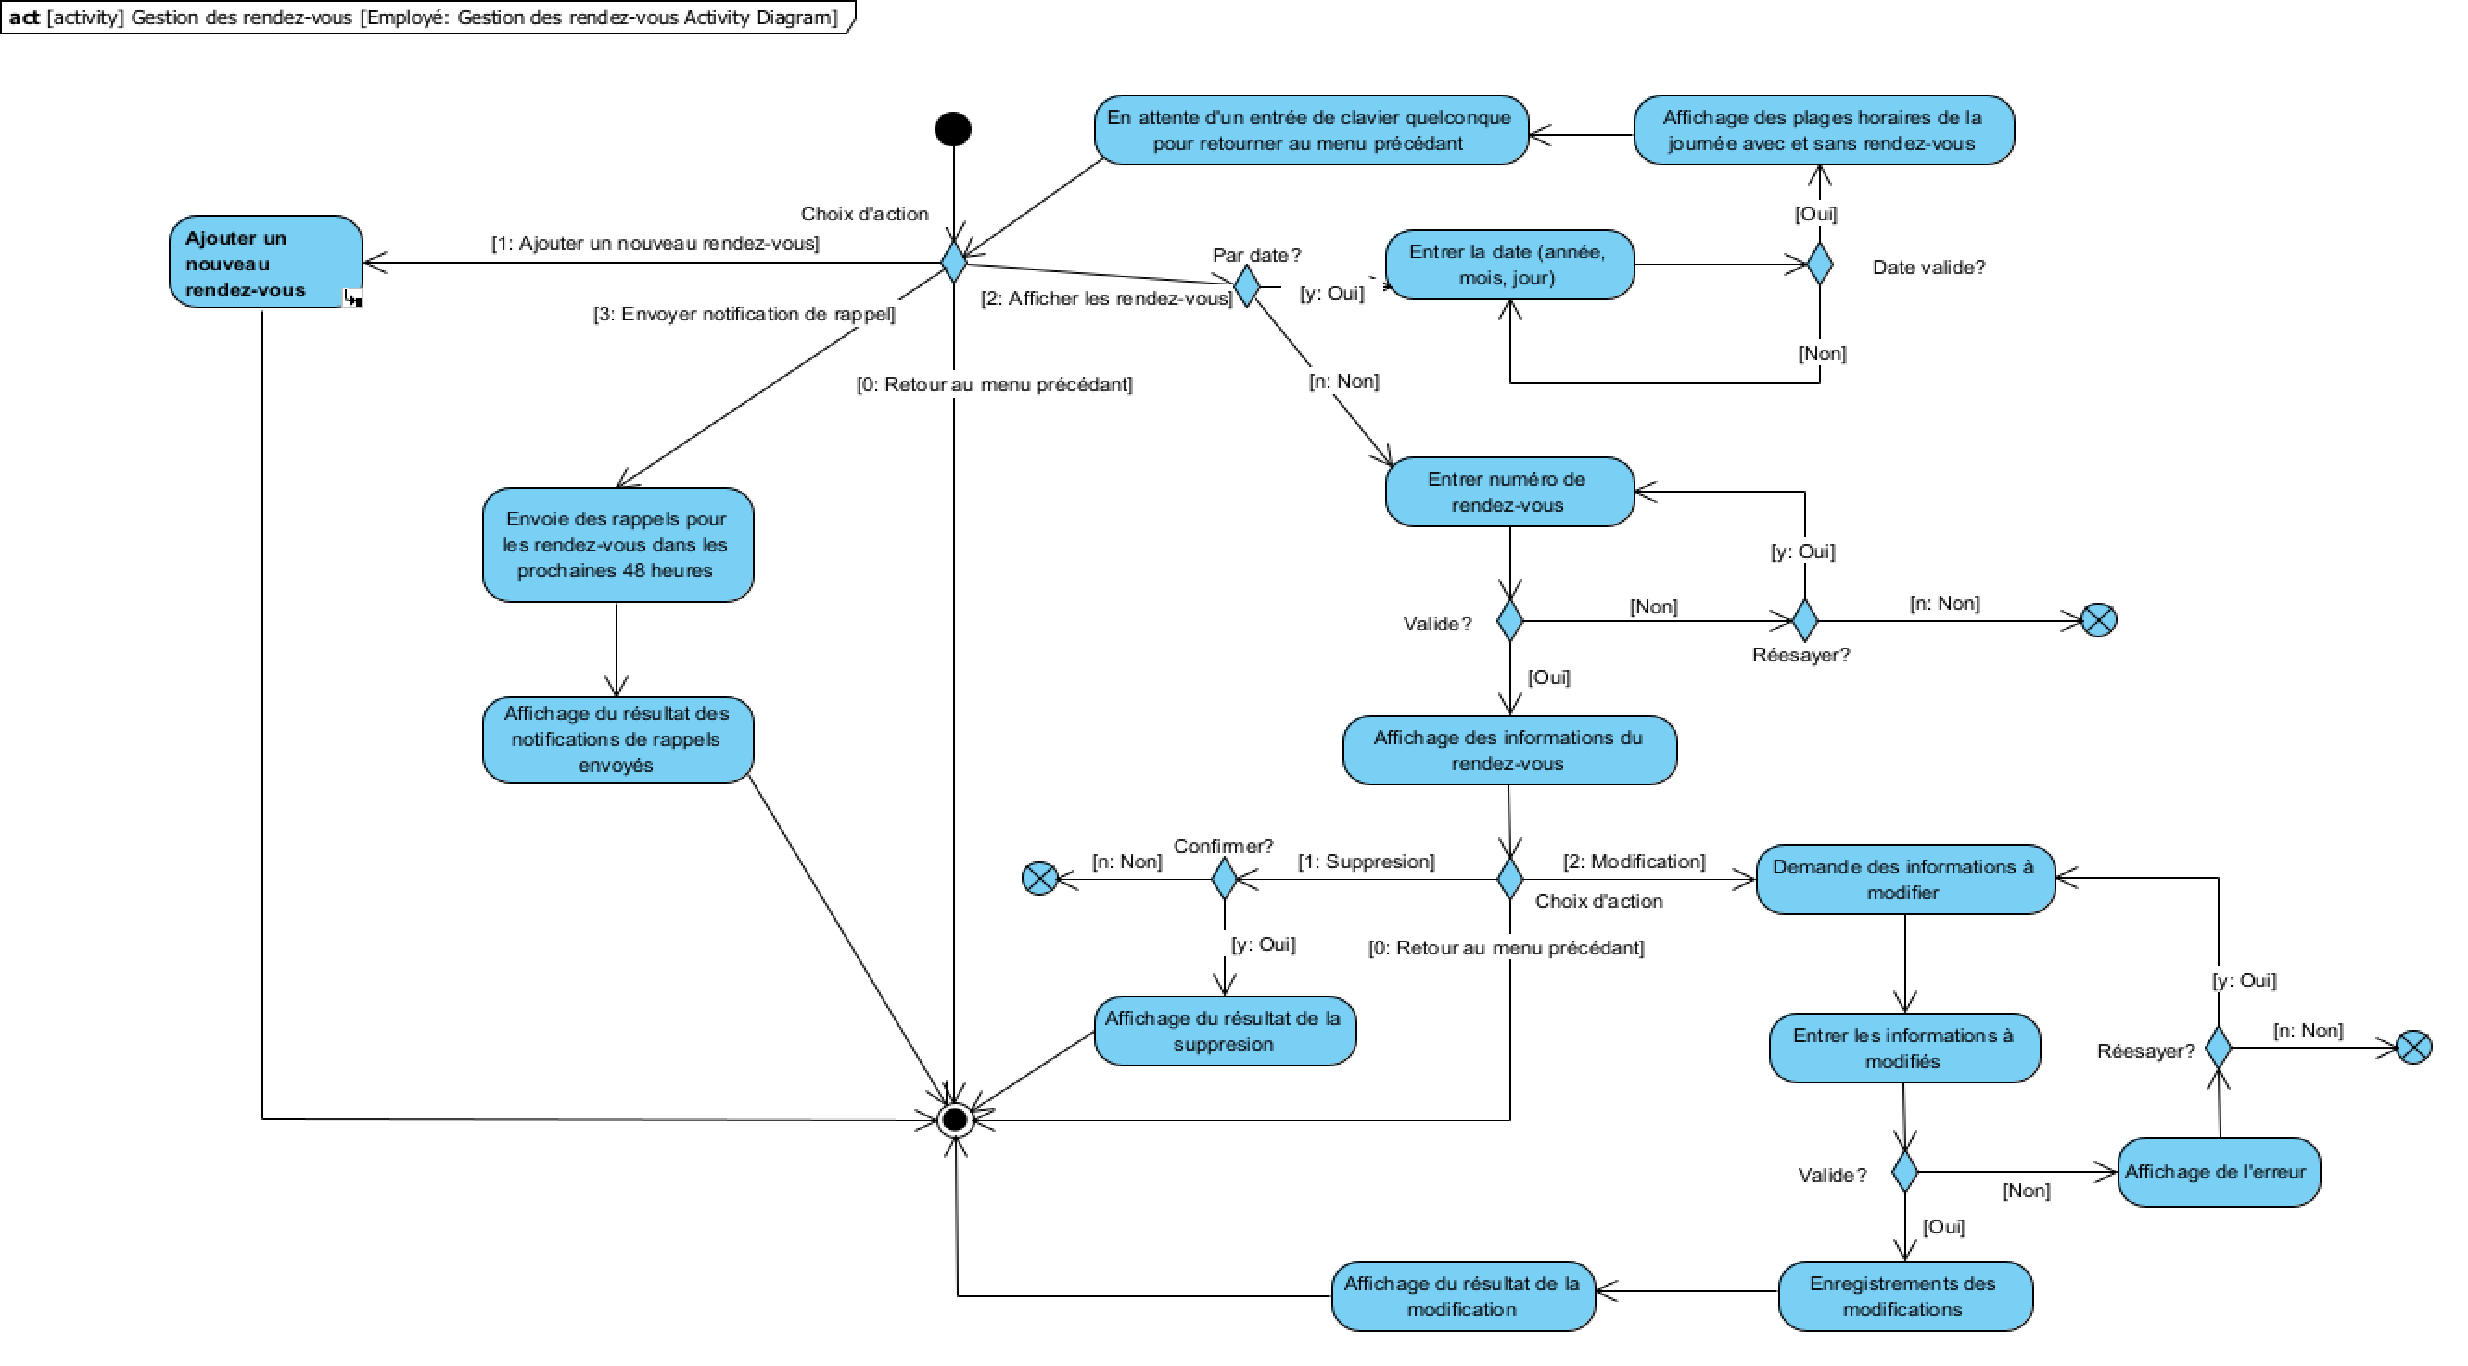 act [activity] Gestion des rendez-vous [Employé: Gestion des rendez-vous Activity Diagram]
En attente d'un entrée de clavier quelconque
pour retourner au menu précédant
Affichage des plages horaires de la
journée avec et sans rendez-vous
Choix d'action
[Oui]
Ajouter un
nouveau
rendez-vous
[1: Ajouter un nouveau rendez-vous]
Par date?
Entrer la date (année,
mois, jour)
Date valide?
[2: Afficher les rendez-vous]
[y: Oui]
[3: Envoyer notification de rappel]
[Non]
[0: Retour au menu précédant]
[n: Non]
Entrer numéro de
rendez-vous
Envoie des rappels pour
les rendez-vous dans les
prochaines 48 heures
[y: Oui]
Valide?
[Non]
[n: Non]
Réesayer?
[Oui]
Affichage du résultat des
notifications de rappels
envoyés
Affichage des informations du
rendez-vous
Confirmer?
[n: Non]
[1: Suppresion]
[2: Modification]
Demande des informations à
modifier
Choix d'action
[y: Oui]
[0: Retour au menu précédant]
[y: Oui]
Affichage du résultat de la
suppresion
Entrer les informations à
modifiés
Réesayer?
[n: Non]
Valide?
[Non]
Affichage de l'erreur
[Oui]
Affichage du résultat de la
modification
Enregistrements des
modifications